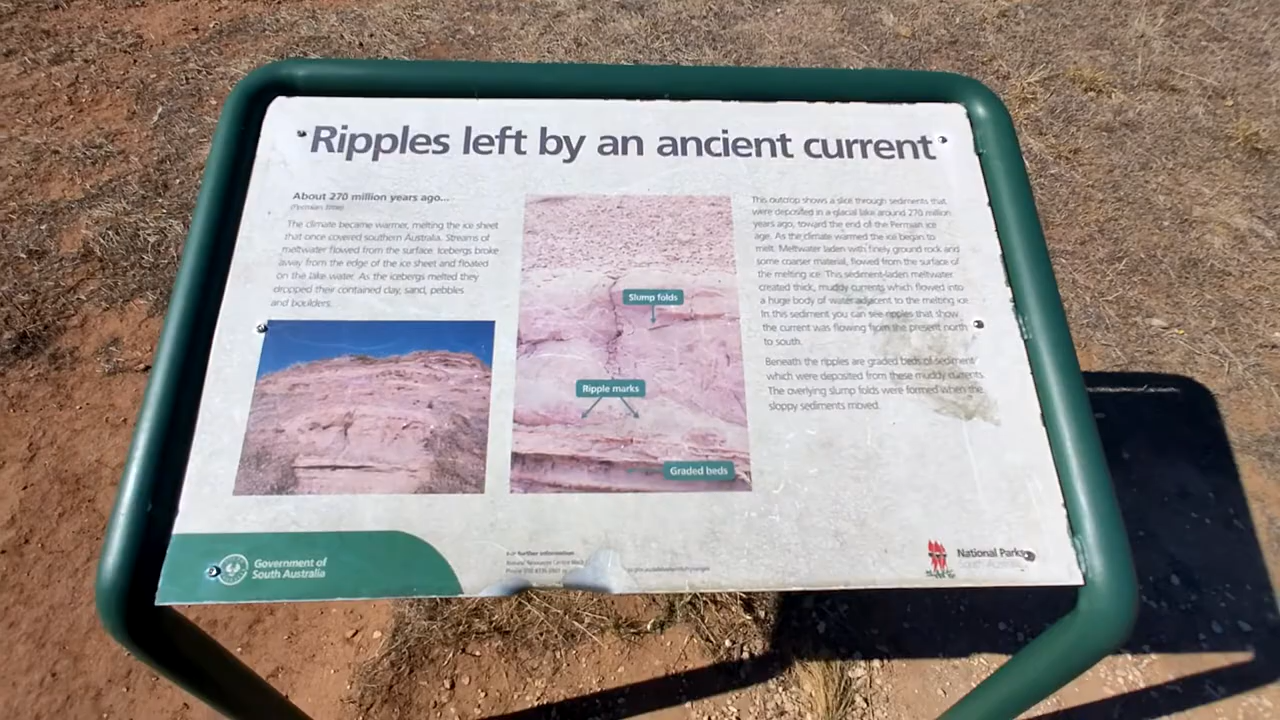 Ripples left by an ancient current
About 270 million years ago...
(Permian time)
The climate became warmer, melting the ice sheet
that once covered southern Australia. Streams of
meltwater flowed from the surface. Icebergs broke
away from the edge of the ice sheet and floated
on the lake water. As the icebergs melted they
dropped their contained clay, sand, pebbles
and boulders.
Slump folds
Ripple marks
Graded beds
This outcrop shows a slice through sediments that
were deposited in a glacial lake around 270 million
years ago, toward the end of the Permian ice
age. As the climate warmed the ice began to
melt. Meltwater laden with finely ground rock and
some coarser material, flowed from the surface of
the melting ice. This sediment-laden meltwater
created thick, muddy currents which flowed into
a huge body of water adjacent to the melting ice.
In this sediment you can see ripples that show
the current was flowing from the present north
to south.
Beneath the ripples are graded beds of sediment
which were deposited from these muddy currents.
The overlying slump folds were formed when the
sloppy sediments moved.
Government of
South Australia
For further information
Natural Resources Centre
Phone
National Parks
South Australia